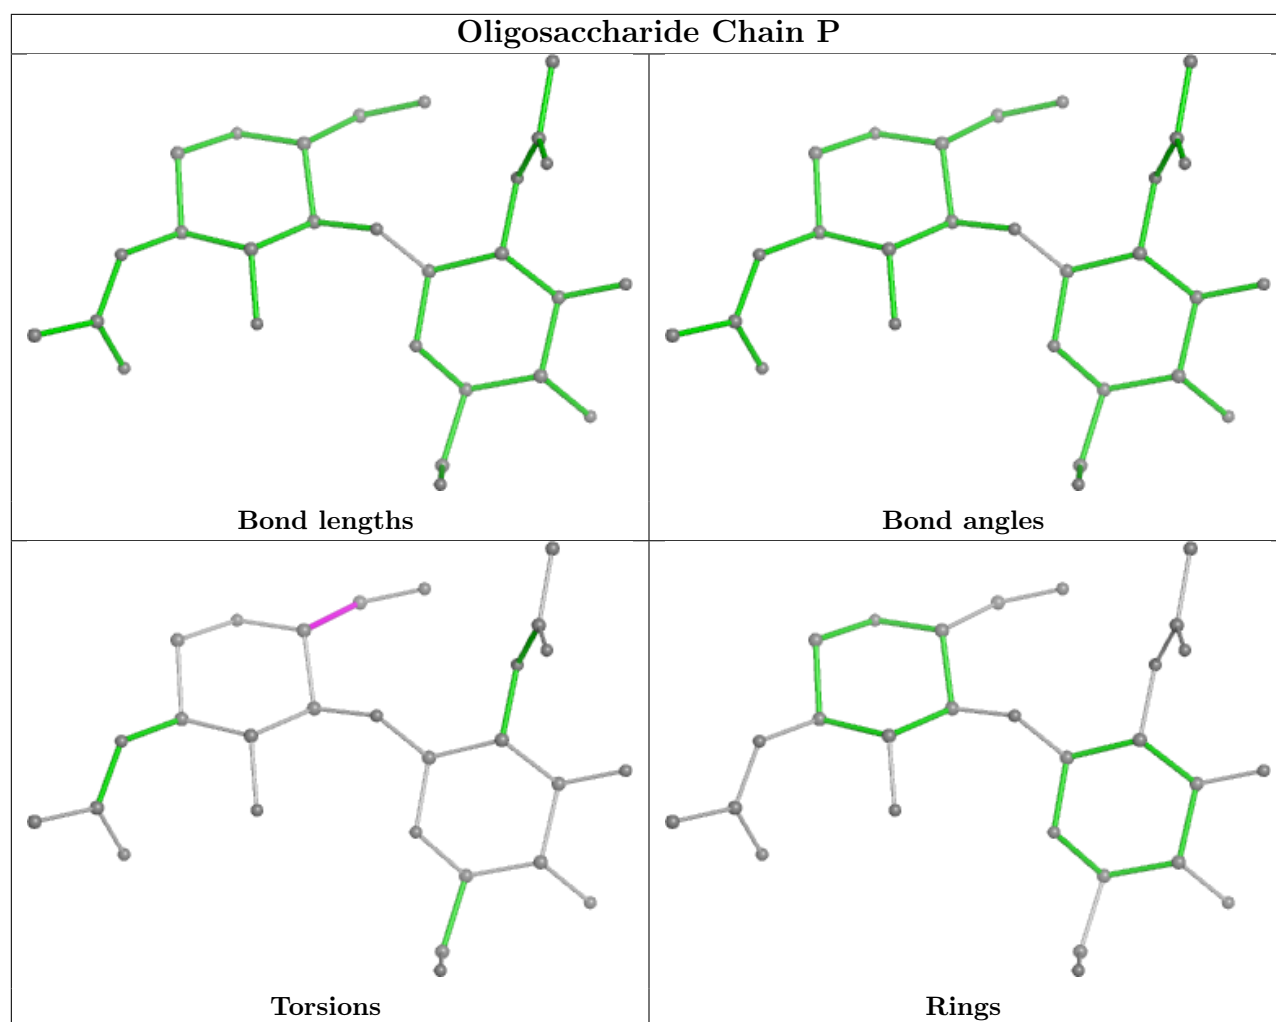 Oligosaccharide Chain P
Bond lengths
Bond angles
Torsions
Rings